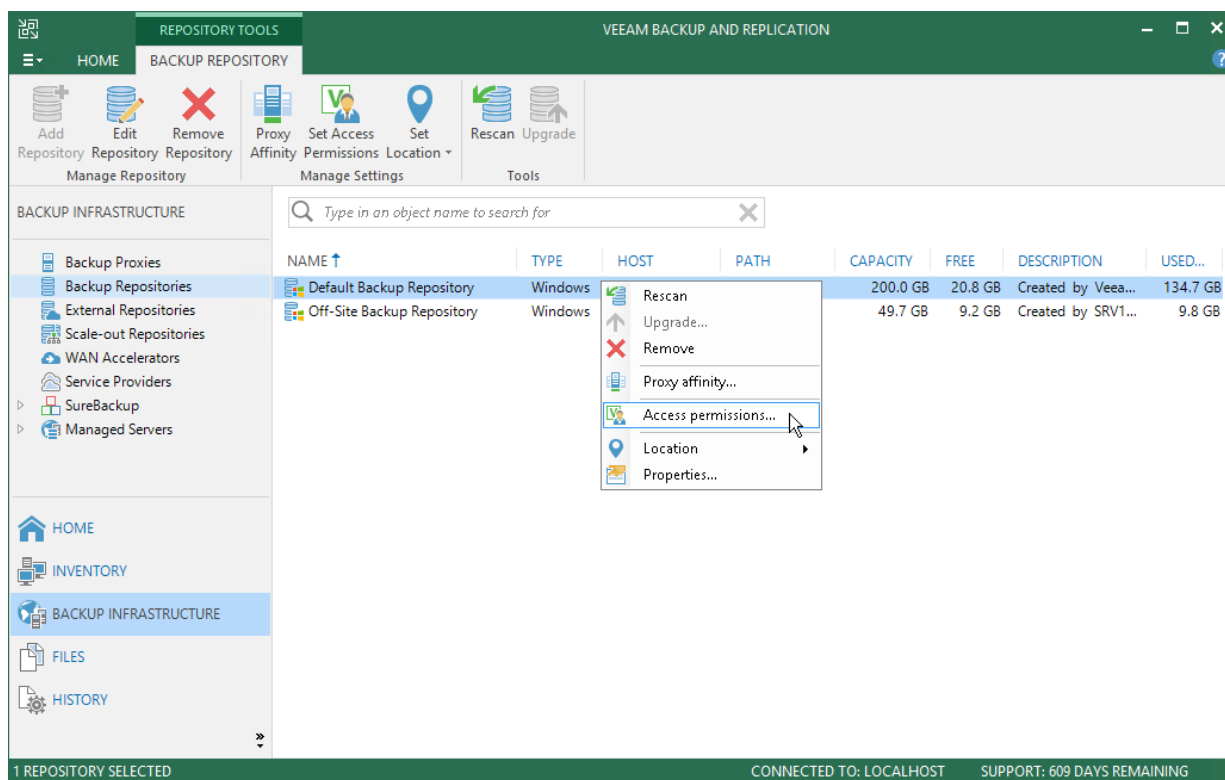 REPOSITORY TOOLS
VEEAM BACKUP AND REPLICATION
HOME BACKUP REPOSITORY
Add Repository
Edit Repository
Remove Repository
Manage Repository
Proxy Affinity
Set Access Permissions
Set Location
Manage Settings
Rescan
Upgrade
Tools
BACKUP INFRASTRUCTURE
Backup Proxies
Backup Repositories
External Repositories
Scale-out Repositories
WAN Accelerators
Service Providers
SureBackup
Managed Servers
HOME
INVENTORY
BACKUP INFRASTRUCTURE
FILES
HISTORY
Type in an object name to search for
NAME TYPE HOST PATH CAPACITY FREE DESCRIPTION USED...
Default Backup Repository Windows 200.0 GB 20.8 GB Created by Veea... 134.7 GB
Off-Site Backup Repository Windows 49.7 GB 9.2 GB Created by SRV1... 9.8 GB
Rescan
Upgrade...
Remove
Proxy affinity...
Access permissions...
Location
Properties...
1 REPOSITORY SELECTED CONNECTED TO: LOCALHOST SUPPORT: 609 DAYS REMAINING